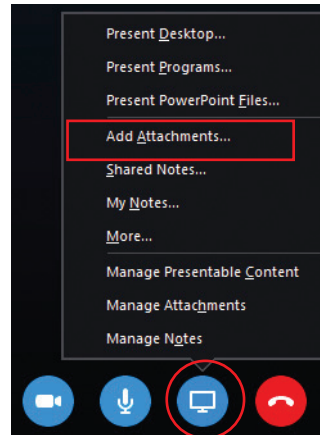 Present Desktop...
Present Programs...
Present PowerPoint Files...
Add Attachments...
Shared Notes...
My Notes...
More...
Manage Presentable Content
Manage Attachments
Manage Notes